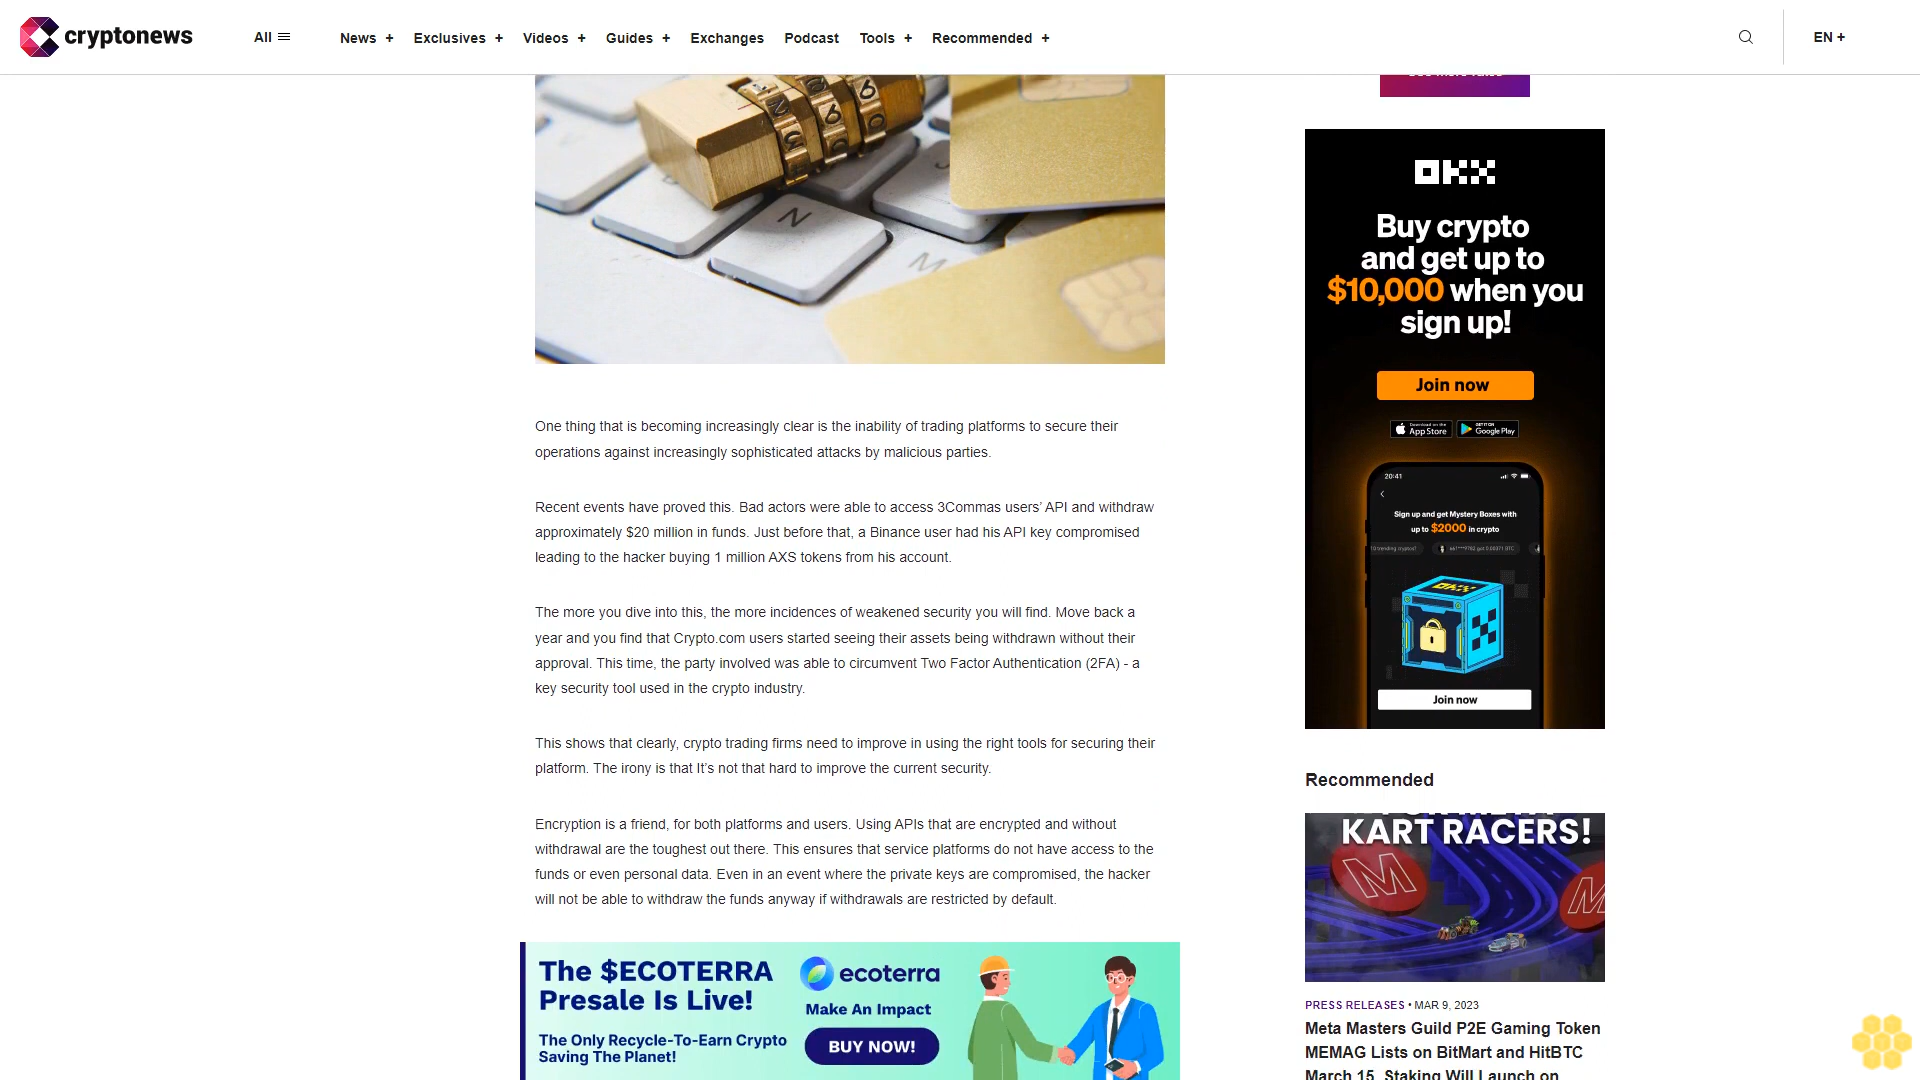 cryptonews
All
News +
Exclusives +
Videos +
Guides +
Exchanges
Podcast
Tools +
Recommended +
EN +
N
M
One thing that is becoming increasingly clear is the inability of trading platforms to secure their
operations against increasingly sophisticated attacks by malicious parties.
Recent events have proved this. Bad actors were able to access 3Commas users’ API and withdraw
approximately $20 million in funds. Just before that, a Binance user had his API key compromised
leading to the hacker buying 1 million AXS tokens from his account.
The more you dive into this, the more incidences of weakened security you will find. Move back a
year and you find that Crypto.com users started seeing their assets being withdrawn without their
approval. This time, the party involved was able to circumvent Two Factor Authentication (2FA) - a
key security tool used in the crypto industry.
This shows that clearly, crypto trading firms need to improve in using the right tools for securing their
platform. The irony is that It’s not that hard to improve the current security.
Encryption is a friend, for both platforms and users. Using APIs that are encrypted and without
withdrawal are the toughest out there. This ensures that service platforms do not have access to the
funds or even personal data. Even in an event where the private keys are compromised, the hacker
will not be able to withdraw the funds anyway if withdrawals are restricted by default.
The $ECOTERRA
Presale Is Live!
The Only Recycle-To-Earn Crypto
Saving The Planet!
ecoterra
Make An Impact
BUY NOW!
OKX
Buy crypto
and get up to
$10,000 when you
sign up!
Join now
Download on the
App Store
GET IT ON
Google Play
20:41
Sign up and get Mystery Boxes with
up to $2000 in crypto
OKX
Join now
Recommended
KART RACERS!
M
M
PRESS RELEASES • MAR 9, 2023
Meta Masters Guild P2E Gaming Token
MEMAG Lists on BitMart and HitBTC
March 15, Staking Will Launch on